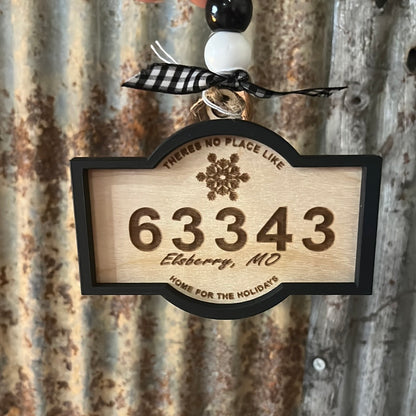 THERES NO PLACE LIKE
63343
Elsberry, MO
HOME FOR THE HOLIDAYS